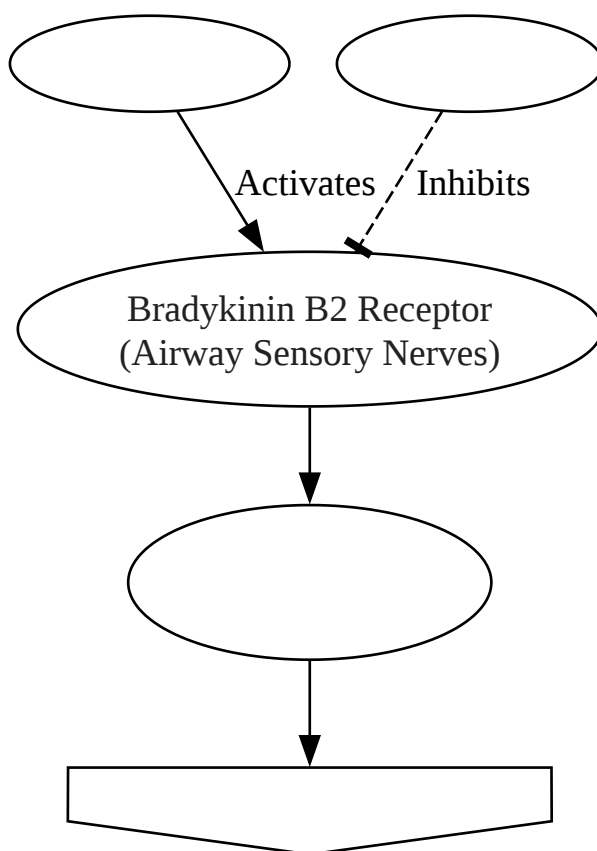 Activates
Inhibits
Bradykinin B2 Receptor
(Airway Sensory Nerves)